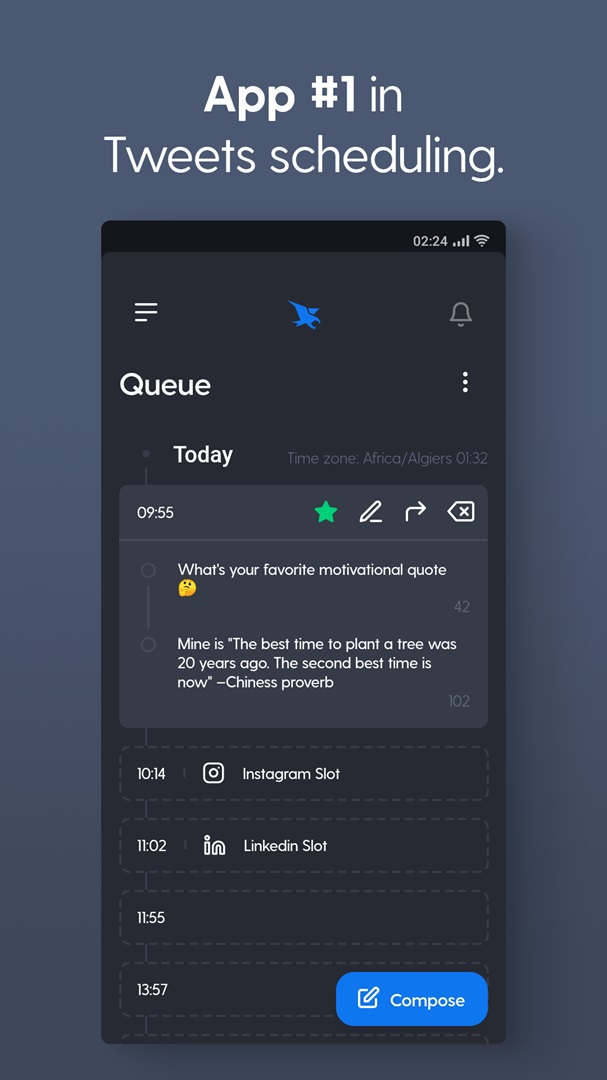 App #1 in
Tweets scheduling.
02:24
Queue
Today
Time zone: Africa/Algiers 01:32
09:55
What's your favorite motivational quote
🤔
42
Mine is "The best time to plant a tree was
20 years ago. The second best time is
now" –Chiness proverb
102
10:14
Instagram Slot
11:02
Linkedin Slot
11:55
13:57
Compose